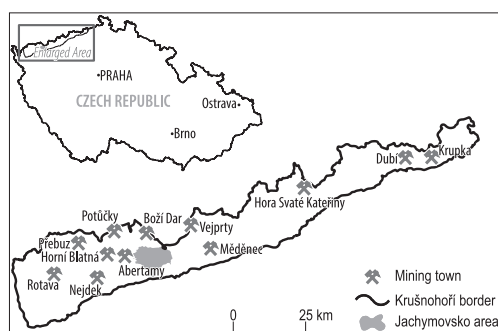 Enlarged Area
PRAHA
CZECH REPUBLIC
Ostrava
Brno
Dubí
Krupka
Hora Svaté Kateřiny
Potůčky
Boží Dar
Vejprty
Přebuz
Měděnec
Horní Blatná
Abertamy
Rotava
Nejdek
Mining town
Krušnohoří border
0 25 km
Jachymovsko area